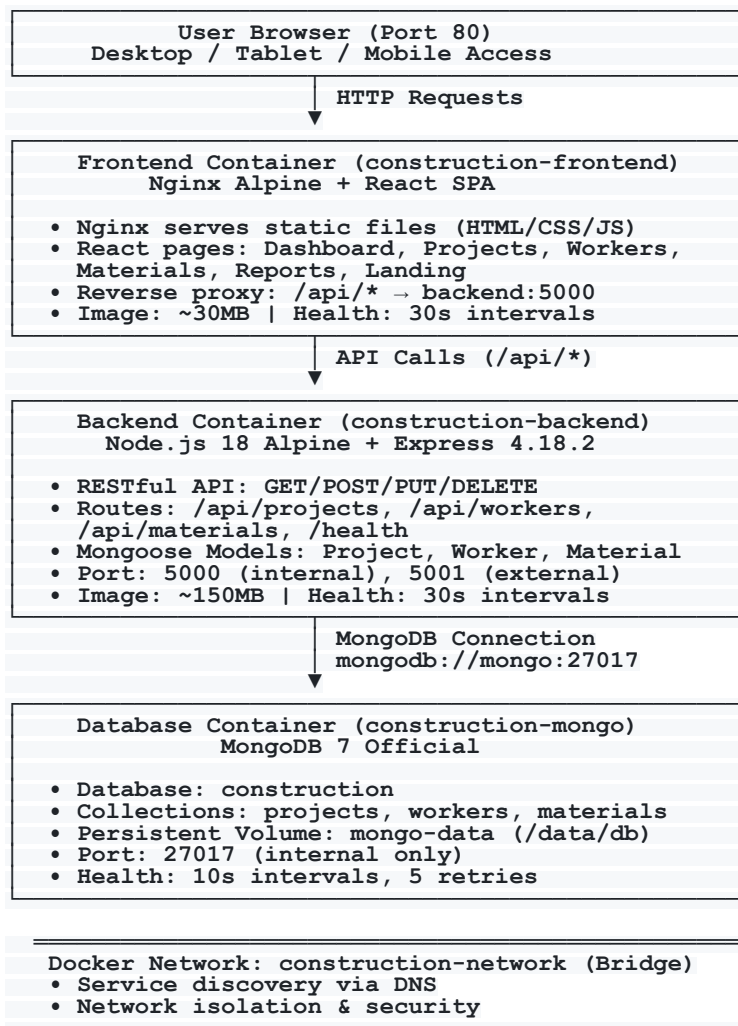 User Browser (Port 80)
Desktop / Tablet / Mobile Access
HTTP Requests
Frontend Container (construction-frontend)
Nginx Alpine + React SPA
• Nginx serves static files (HTML/CSS/JS)
• React pages: Dashboard, Projects, Workers,
Materials, Reports, Landing
• Reverse proxy: /api/* → backend:5000
• Image: ~30MB | Health: 30s intervals
API Calls (/api/*)
Backend Container (construction-backend)
Node.js 18 Alpine + Express 4.18.2
• RESTful API: GET/POST/PUT/DELETE
• Routes: /api/projects, /api/workers,
/api/materials, /health
• Mongoose Models: Project, Worker, Material
• Port: 5000 (internal), 5001 (external)
• Image: ~150MB | Health: 30s intervals
MongoDB Connection
mongodb://mongo:27017
Database Container (construction-mongo)
MongoDB 7 Official
• Database: construction
• Collections: projects, workers, materials
• Persistent Volume: mongo-data (/data/db)
• Port: 27017 (internal only)
• Health: 10s intervals, 5 retries
Docker Network: construction-network (Bridge)
• Service discovery via DNS
• Network isolation & security